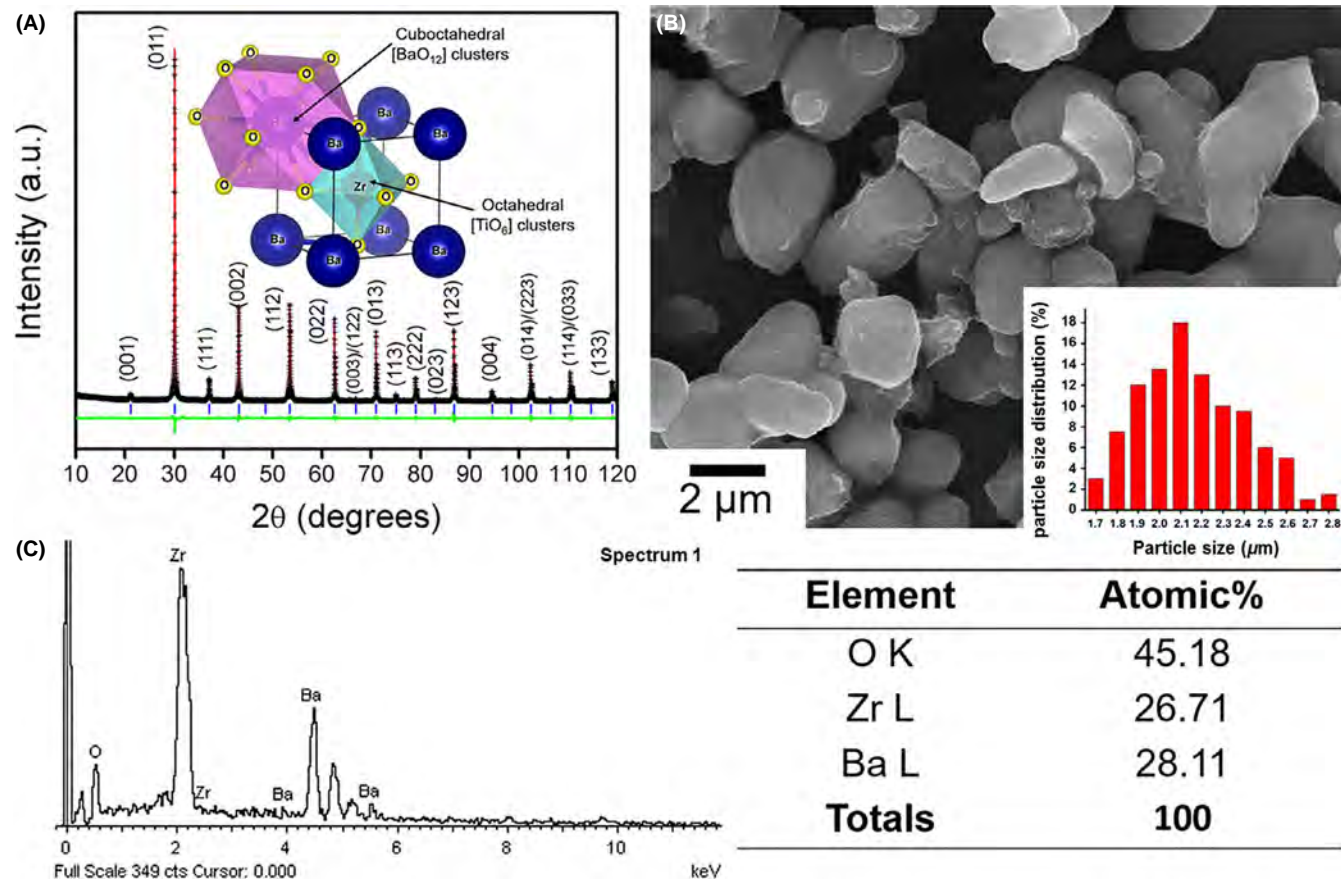 (A)
Intensity (a.u.)
Cuboctahedral
[BaO₁₂] clusters
O
O
O
O
O
O
O
O
O
O
O
O
O
Ba
Ba
Ba
Zr
Octahedral
[TiO₆] clusters
Ba
Ba
Ba
Ba
(001)
(011)
(111)
(002)
(112)
(022)
(003)/(122)
(013)
(113)
(222)
(023)
(123)
(004)
(014)/(223)
(114)/(033)
(133)
10 20 30 40 50 60 70 80 90 100 110 120
2θ (degrees)
(B)
2 µm
particle size distribution (%)
18
16
14
12
10
8
6
4
2
0
1.7 1.8 1.9 2.0 2.1 2.2 2.3 2.4 2.5 2.6 2.7 2.8
Particle size (µm)
(C)
Spectrum 1
Zr
O
Zr
Ba
Ba
Ba
0 2 4 6 8 10
Full Scale 349 cts Cursor: 0.000 keV
Element Atomic%
O K 45.18
Zr L 26.71
Ba L 28.11
Totals 100